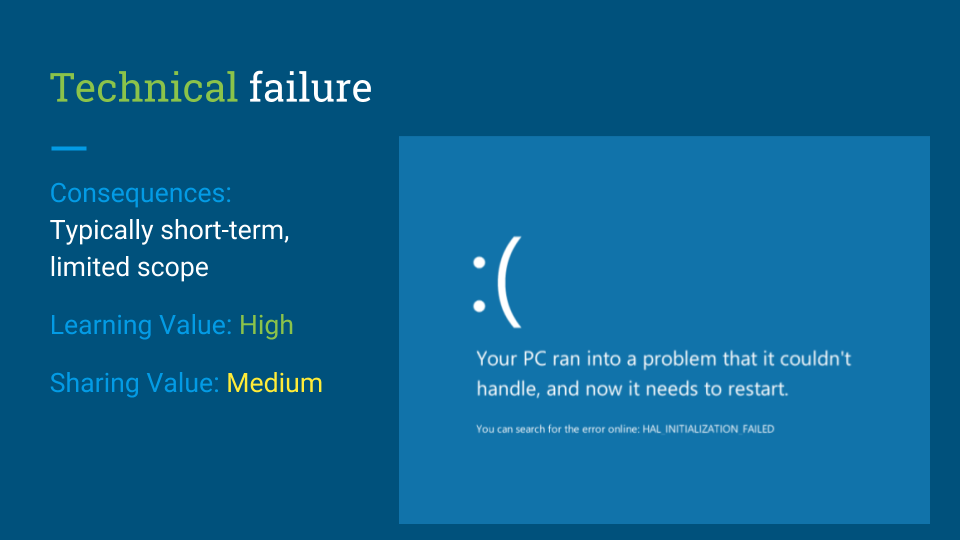 Technical failure
Consequences:
Typically short-term,
limited scope
Learning Value: High
Sharing Value: Medium
:(
Your PC ran into a problem that it couldn't
handle, and now it needs to restart.
You can search for the error online: HAL_INITIALIZATION_FAILED